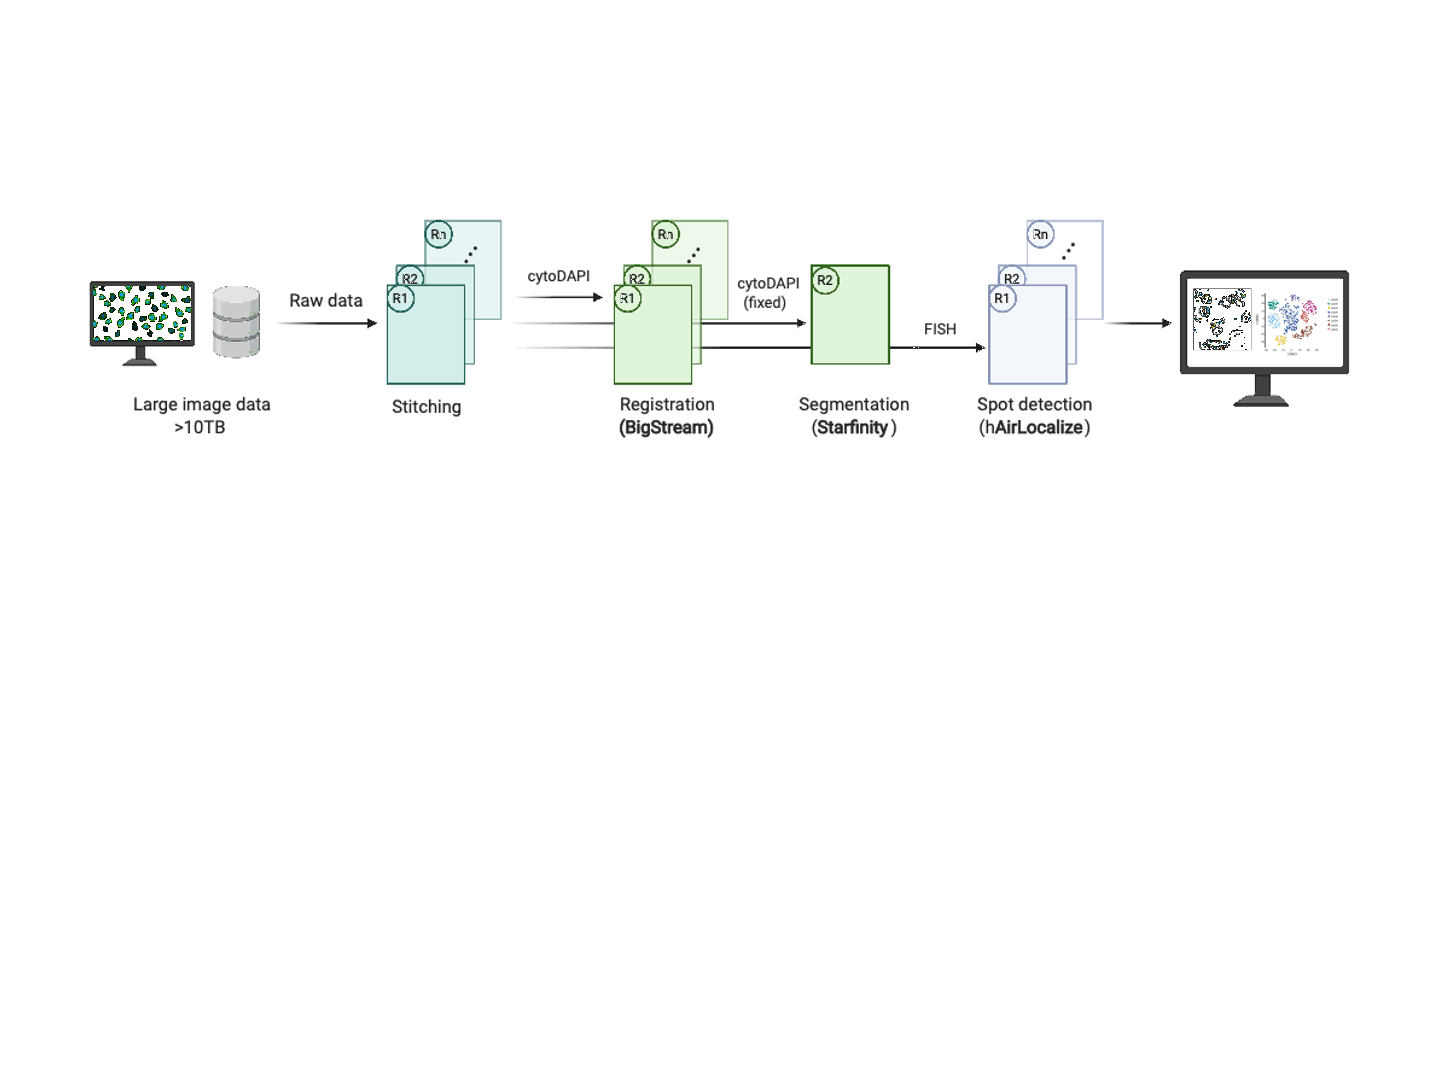 Raw data
Large image data
>10TB
Rn
R2
R1
Stitching
cytoDAPI
Rn
R2
R1
Registration
(BigStream)
cytoDAPI
(fixed)
R2
Segmentation
(Starfinity)
FISH
Rn
R2
R1
Spot detection
(hAirLocalize)